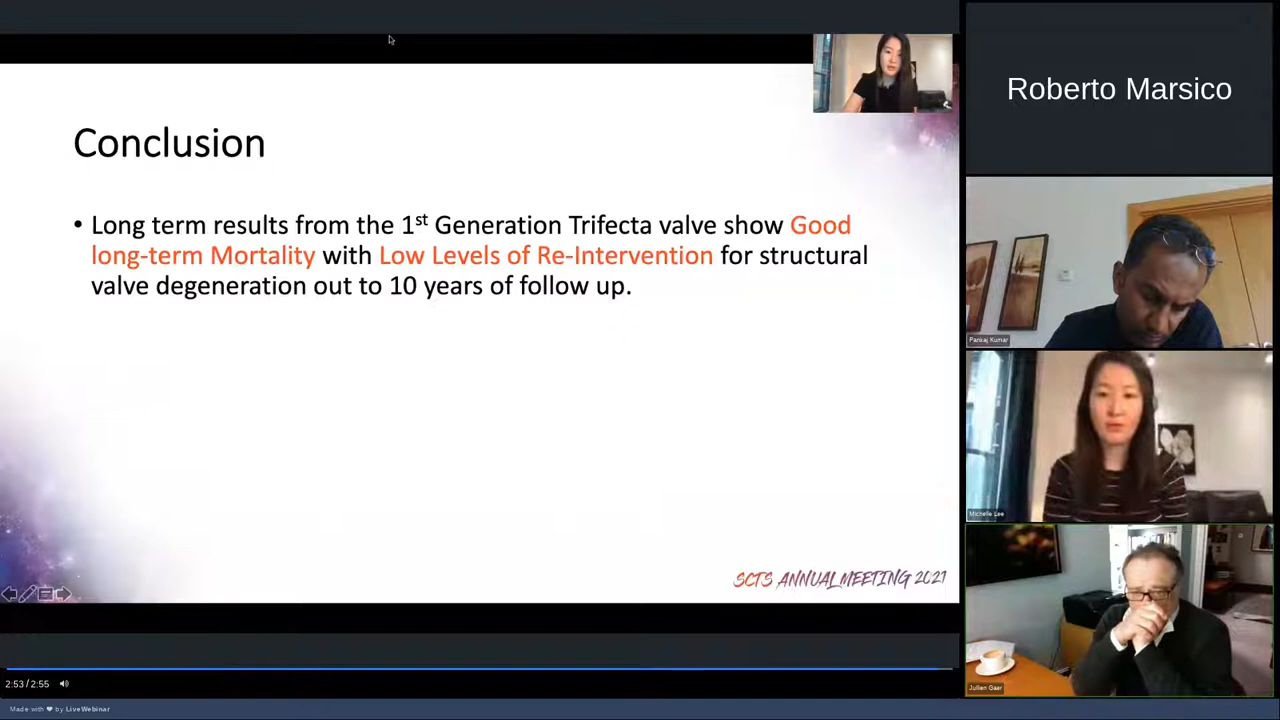 Conclusion
• Long term results from the 1st Generation Trifecta valve show Good
long-term Mortality with Low Levels of Re-Intervention for structural
valve degeneration out to 10 years of follow up.
SCTS ANNUAL MEETING 2021
2:53 / 2:55
Made with ❤ by LiveWebinar
Roberto Marsico
Pankaj Kumar
Michelle Lee
Jullien Gaer